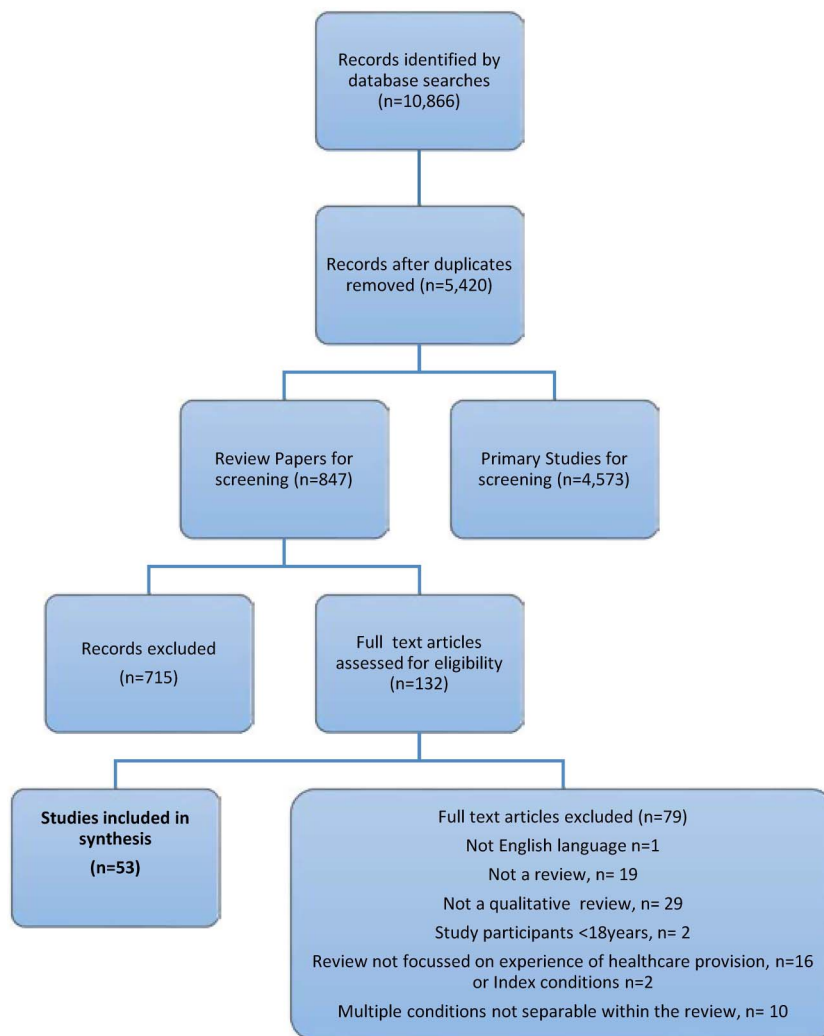 Records identified by
database searches
(n=10,866)
Records after duplicates
removed (n=5,420)
Review Papers for
screening (n=847)
Primary Studies for
screening (n=4,573)
Records excluded
(n=715)
Full text articles
assessed for eligibility
(n=132)
Studies included in
synthesis
(n=53)
Full text articles excluded (n=79)
Not English language n=1
Not a review, n= 19
Not a qualitative review, n= 29
Study participants <18years, n= 2
Review not focussed on experience of healthcare provision, n=16
or Index conditions n=2
Multiple conditions not separable within the review, n= 10